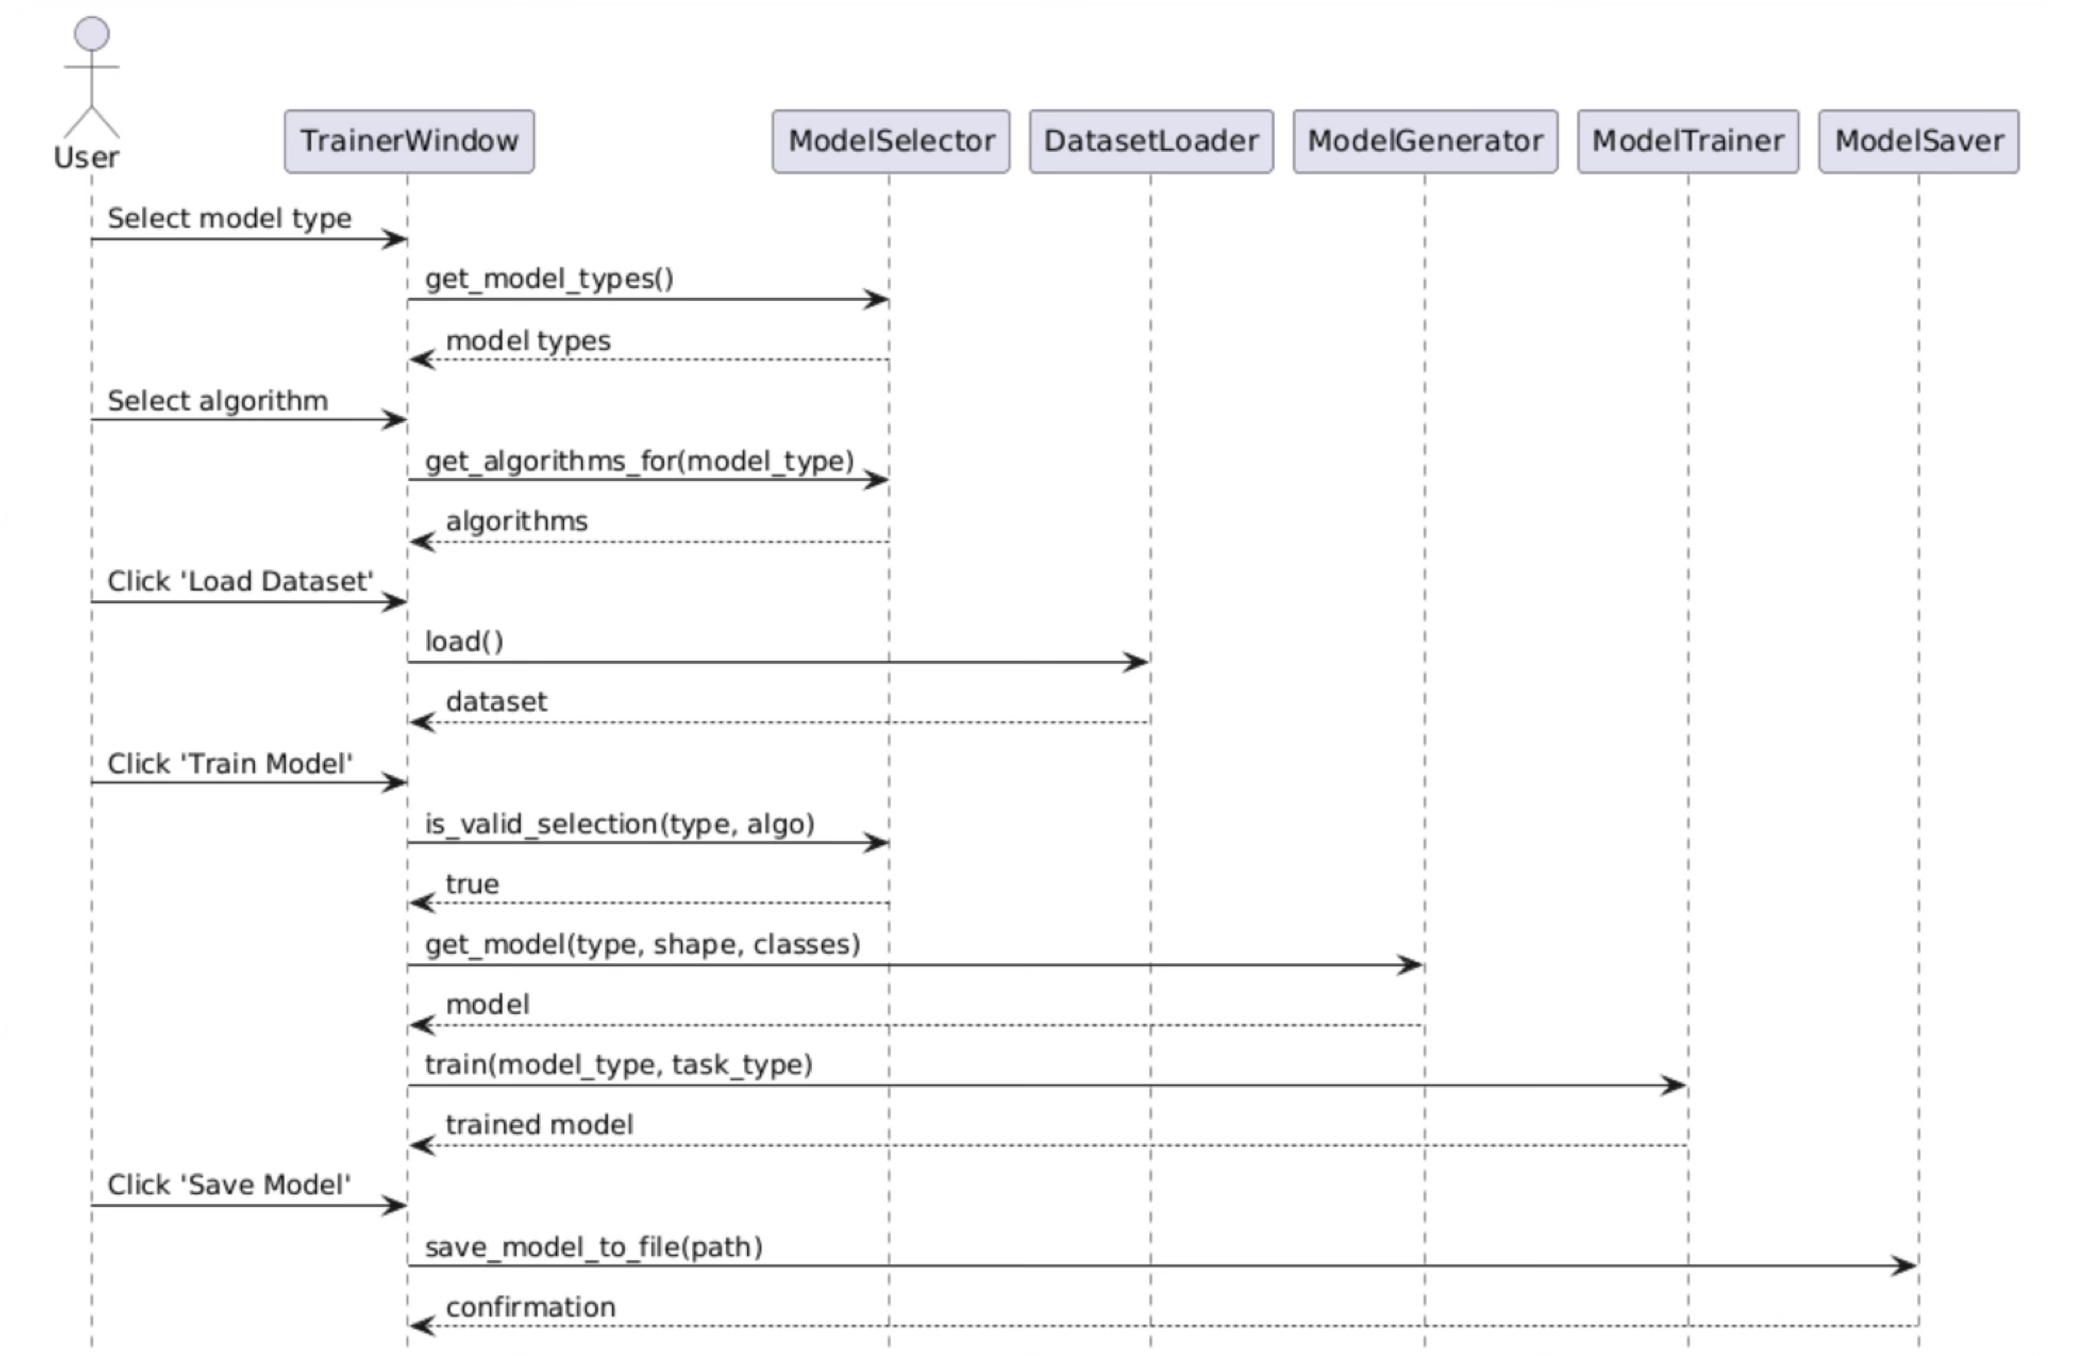 User
TrainerWindow
ModelSelector
DatasetLoader
ModelGenerator
ModelTrainer
ModelSaver
Select model type
get_model_types()
model types
Select algorithm
get_algorithms_for(model_type)
algorithms
Click 'Load Dataset'
load()
dataset
Click 'Train Model'
is_valid_selection(type, algo)
true
get_model(type, shape, classes)
model
train(model_type, task_type)
trained model
Click 'Save Model'
save_model_to_file(path)
confirmation